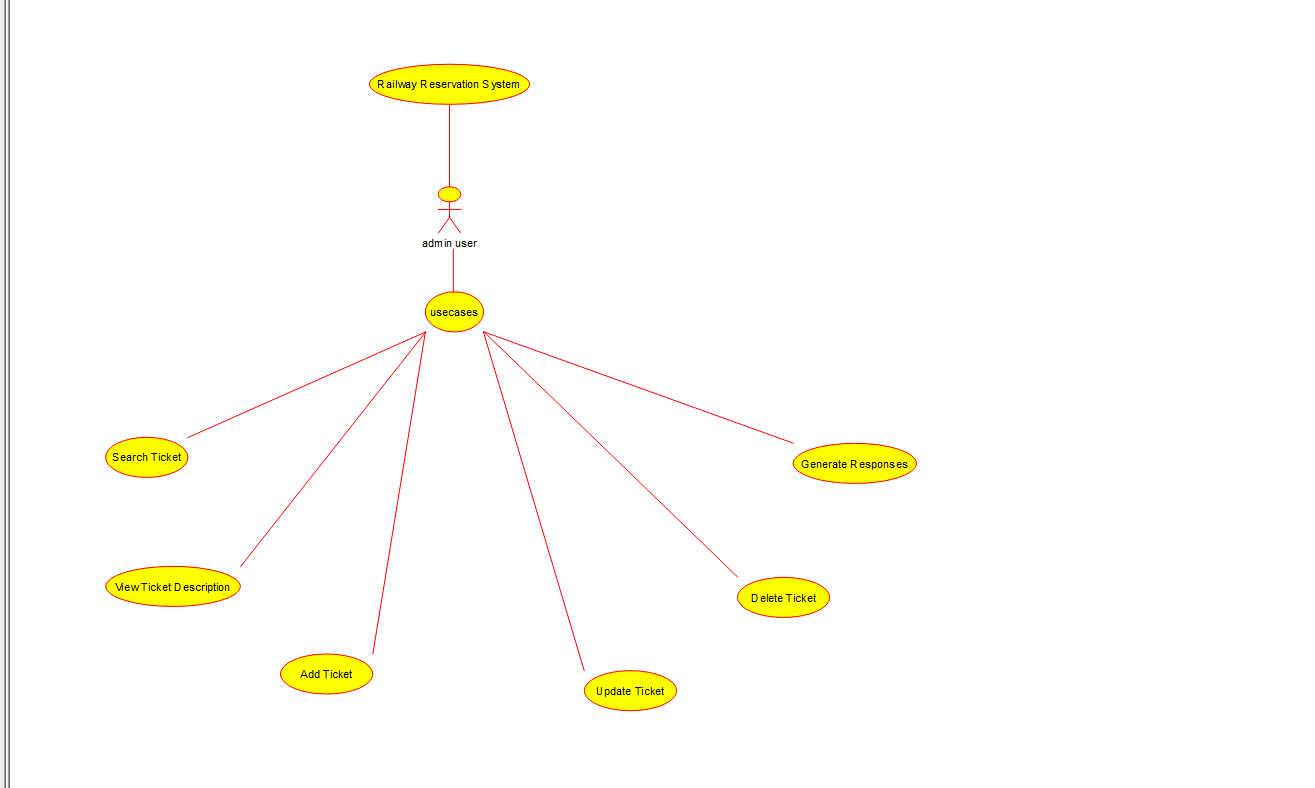 Railway Reservation System
admin user
usecases
Search Ticket
Generate Responses
View Ticket Description
Delete Ticket
Add Ticket
Update Ticket